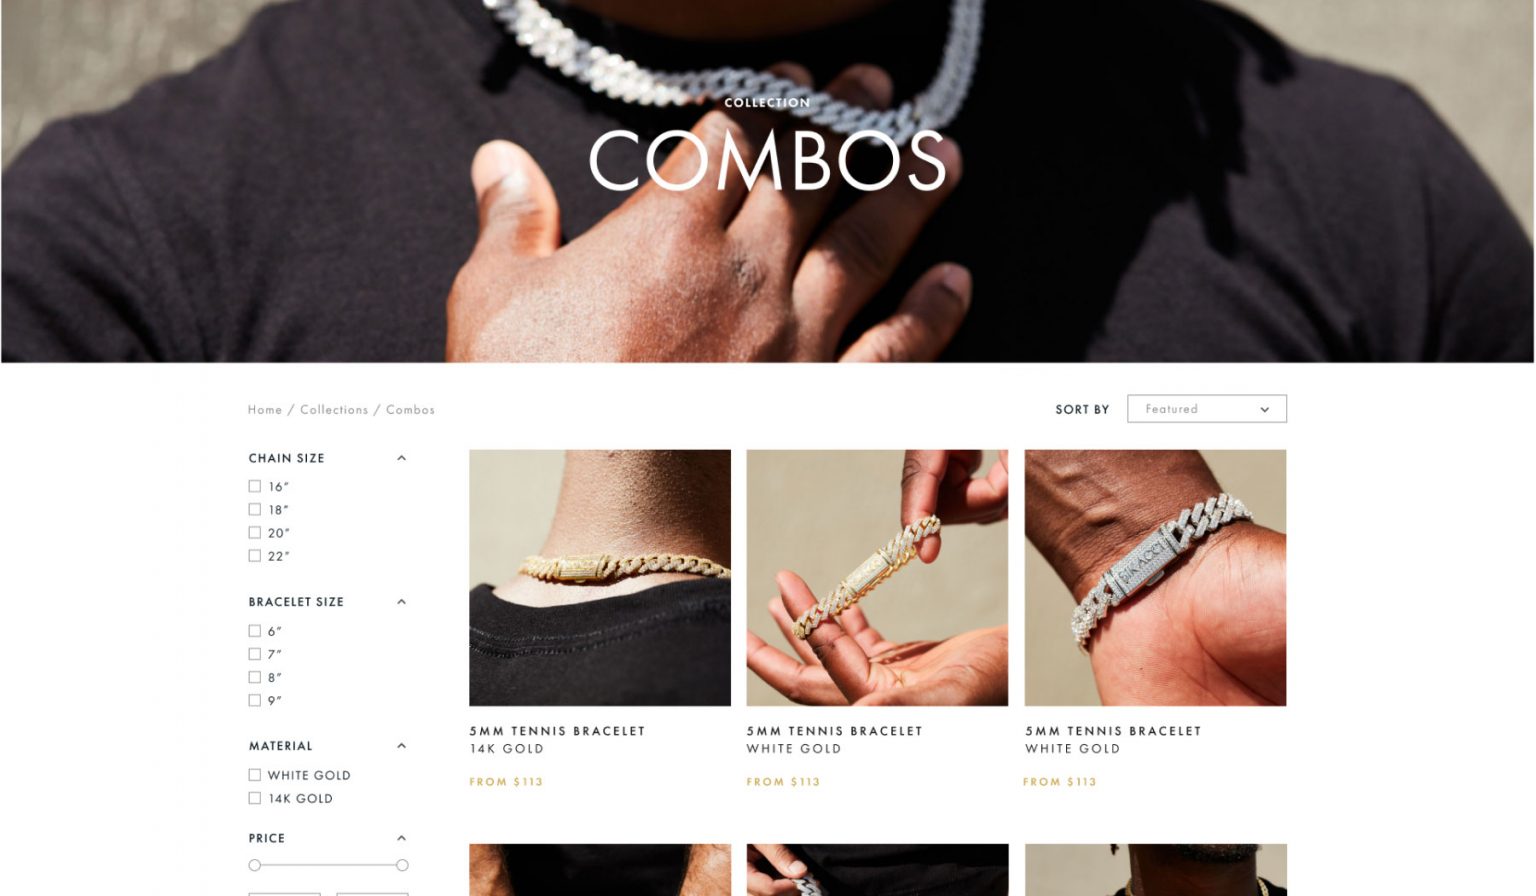 COLLECTION
COMBOS
Home / Collections / Combos
SORT BY
Featured
CHAIN SIZE
16”
18”
20”
22”
BRACELET SIZE
6”
7”
8”
9”
MATERIAL
WHITE GOLD
14K GOLD
PRICE
5MM TENNIS BRACELET
14K GOLD
FROM $113
5MM TENNIS BRACELET
WHITE GOLD
FROM $113
5MM TENNIS BRACELET
WHITE GOLD
FROM $113